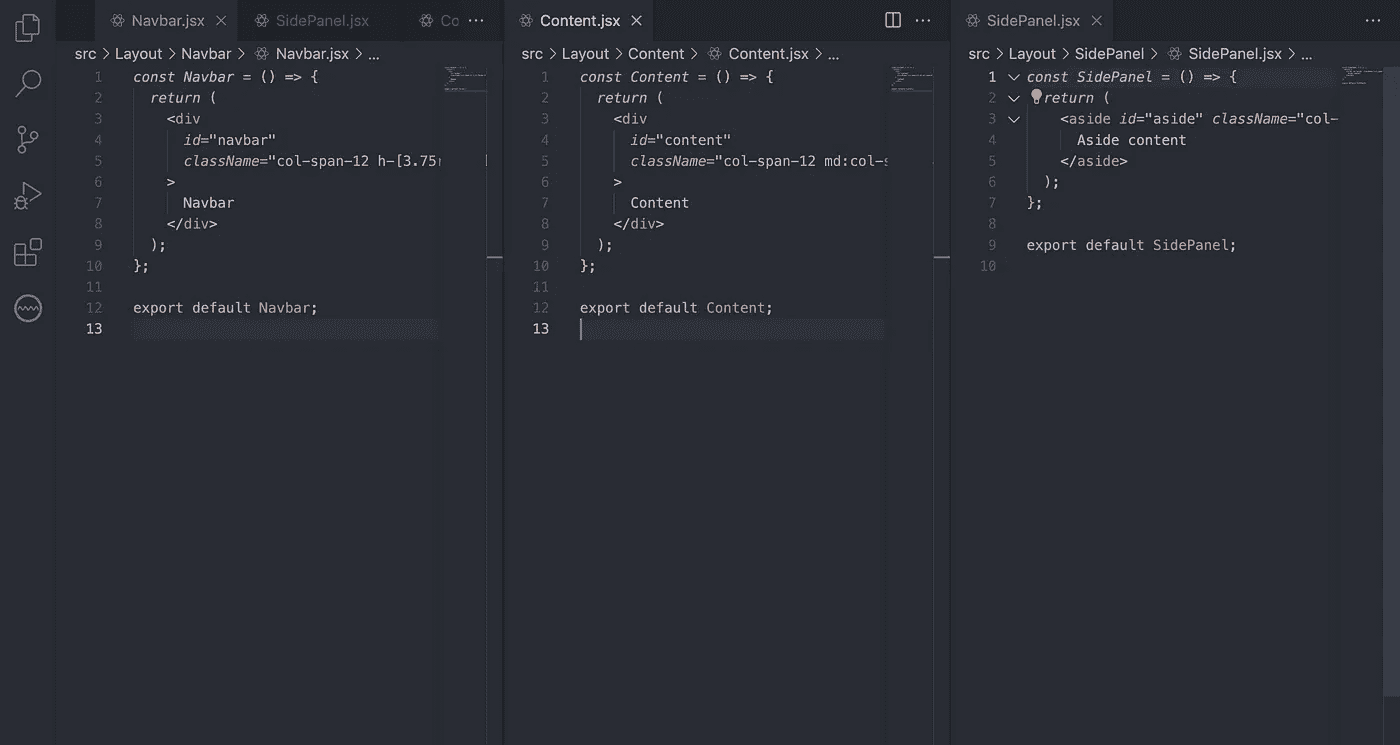 Navbar.jsx
SidePanel.jsx
Co
...
src > Layout > Navbar > Navbar.jsx > ...
1 const Navbar = () => {
2 return (
3 <div
4 id="navbar"
5 className="col-span-12 h-[3.75
6 >
7 Navbar
8 </div>
9 );
10 };
11
12 export default Navbar;
13
Content.jsx
...
src > Layout > Content > Content.jsx > ...
1 const Content = () => {
2 return (
3 <div
4 id="content"
5 className="col-span-12 md:col-s
6 >
7 Content
8 </div>
9 );
10 };
11
12 export default Content;
13
SidePanel.jsx
...
src > Layout > SidePanel > SidePanel.jsx > ...
1 const SidePanel = () => {
2 return (
3 <aside id="aside" className="col-
4 Aside content
5 </aside>
6 );
7 };
8
9 export default SidePanel;
10